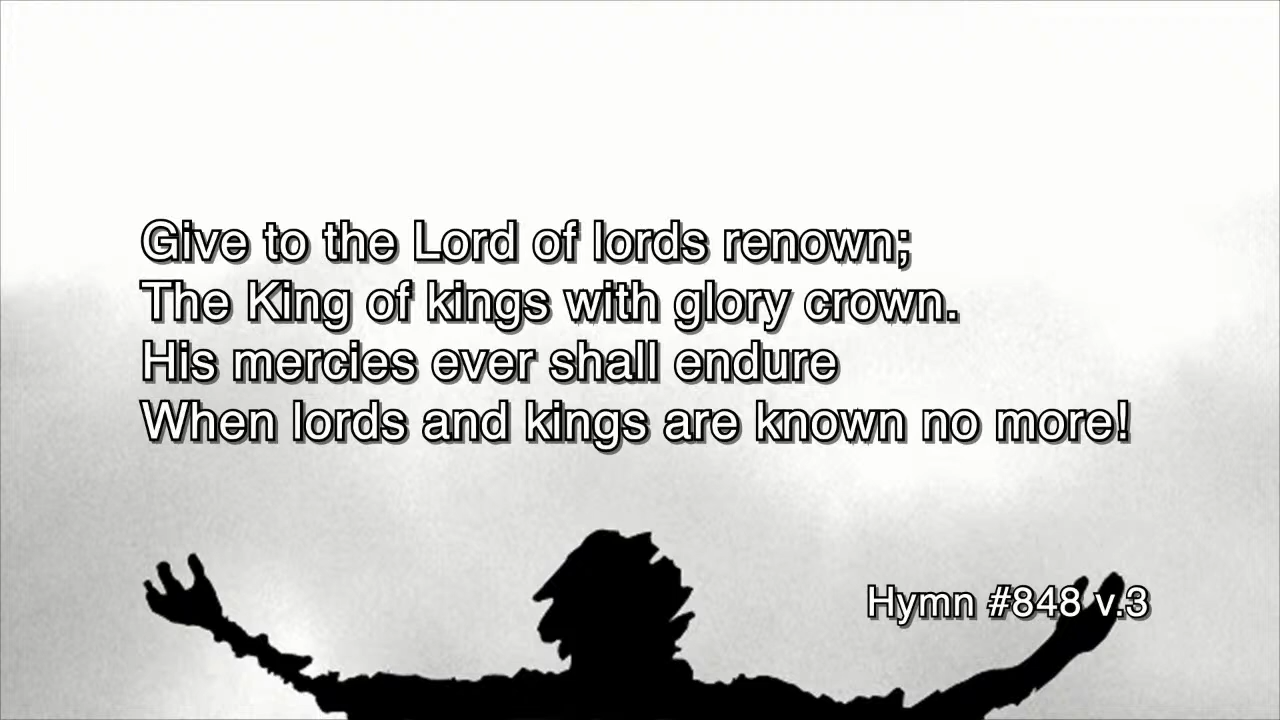 Give to the Lord of lords renown;
The King of kings with glory crown.
His mercies ever shall endure
When lords and kings are known no more!
Hymn #848 v.3